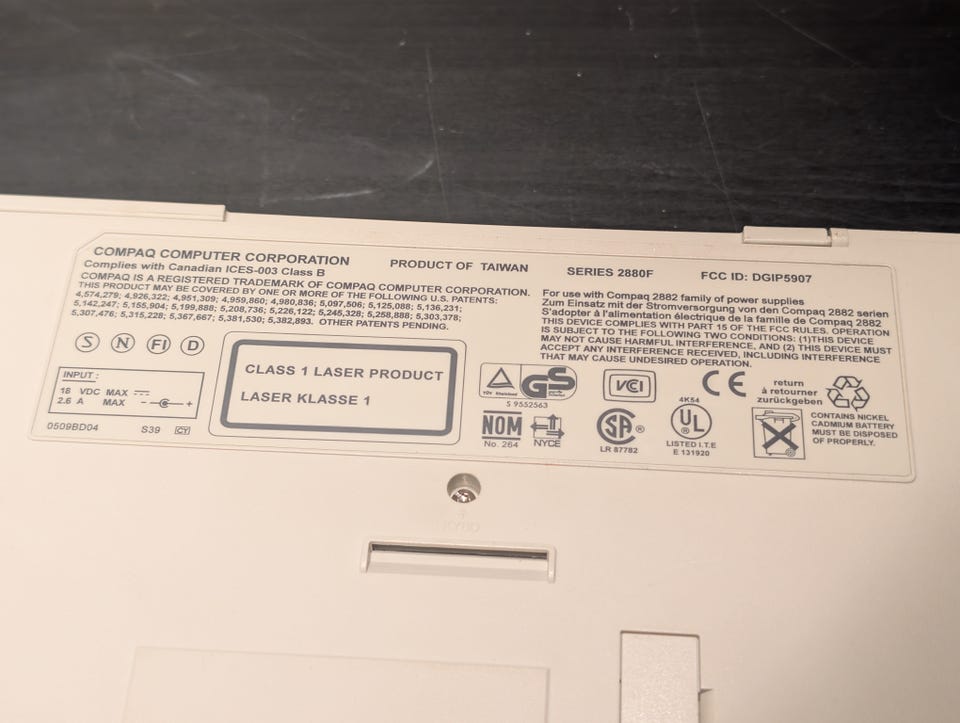 COMPAQ COMPUTER CORPORATION
Complies with Canadian ICES-003 Class B
PRODUCT OF TAIWAN
SERIES 2880F
FCC ID: DGIP5907
COMPAQ IS A REGISTERED TRADEMARK OF COMPAQ COMPUTER CORPORATION.
THIS PRODUCT MAY BE COVERED BY ONE OR MORE OF THE FOLLOWING U.S. PATENTS:
4,574,279; 4,926,322; 4,951,309; 4,959,860; 4,980,836; 5,097,506; 5,125,088; 5,136,231;
5,142,247; 5,155,904; 5,199,888; 5,208,736; 5,226,122; 5,245,328; 5,258,888; 5,303,378;
5,307,476; 5,315,228; 5,367,667; 5,381,530; 5,382,893. OTHER PATENTS PENDING.
For use with Compaq 2882 family of power supplies
Zum Einsatz mit der Stromversorgung von den Compaq 2882 serien
S'adopter à l'alimentation électrique de la famille de Compaq 2882
THIS DEVICE COMPLIES WITH PART 15 OF THE FCC RULES. OPERATION
IS SUBJECT TO THE FOLLOWING TWO CONDITIONS: (1)THIS DEVICE
MAY NOT CAUSE HARMFUL INTERFERENCE, AND (2) THIS DEVICE MUST
ACCEPT ANY INTERFERENCE RECEIVED, INCLUDING INTERFERENCE
THAT MAY CAUSE UNDESIRED OPERATION.
S N FI D
INPUT :
18 VDC MAX
2.6 A MAX - +
0509BD04 S39 CY
CLASS 1 LASER PRODUCT
LASER KLASSE 1
TÜV Rheinland
GS
S 9552563
VCI
CE
return
à retourner
zurückgeben
NOM
No. 264
NYCE
SA ®
LR 87782
4K54
UL ®
LISTED I.T.E
E 131920
CONTAINS NICKEL
CADMIUM BATTERY
MUST BE DISPOSED
OF PROPERLY.